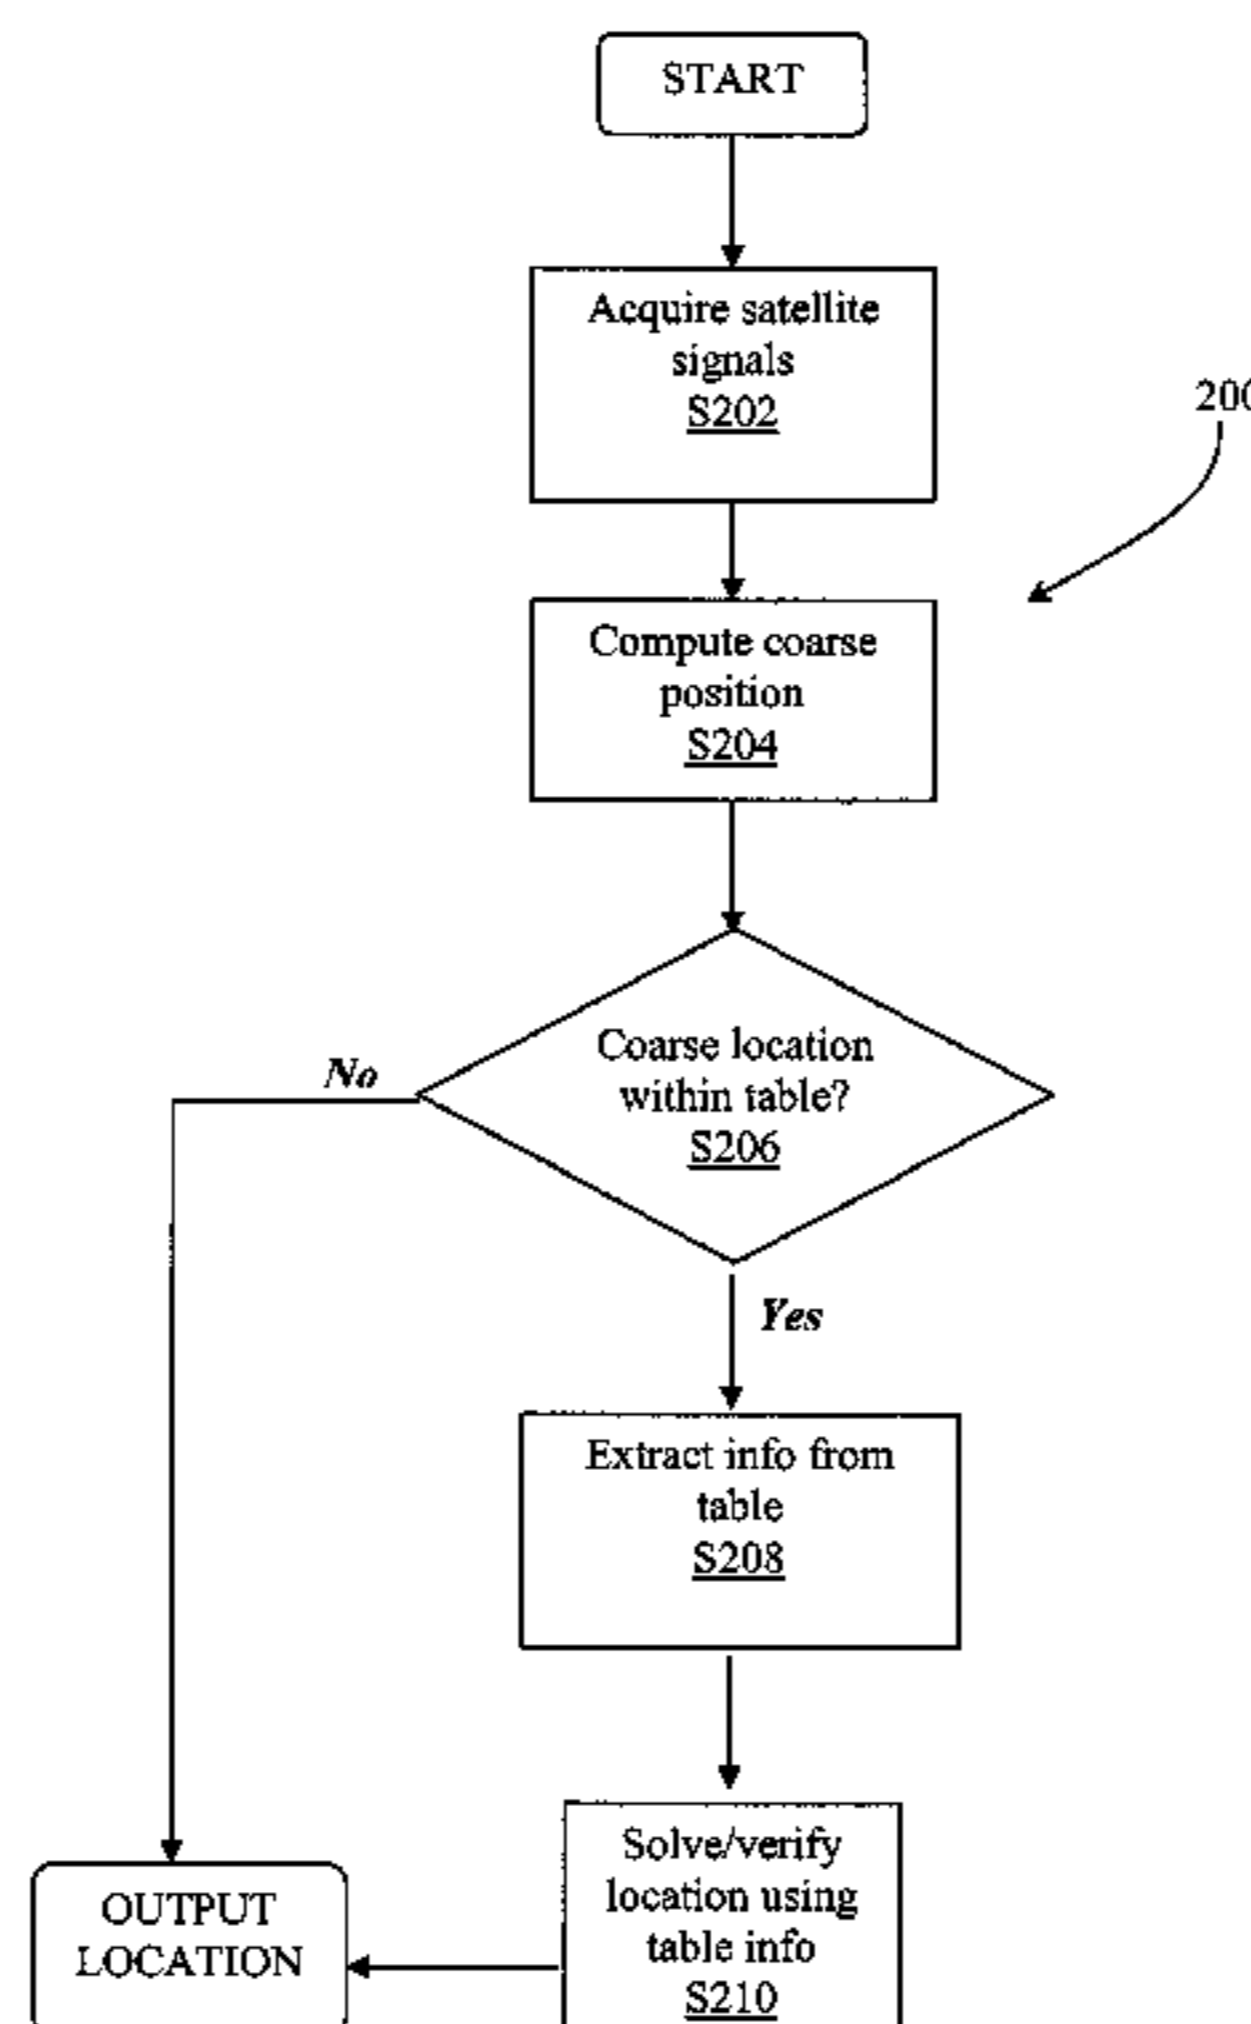 START
Acquire satellite
signals
S202
200
Compute coarse
position
S204
Coarse location
within table?
S206
No
Yes
Extract info from
table
S208
Solve/verify
location using
table info
S210
OUTPUT
LOCATION